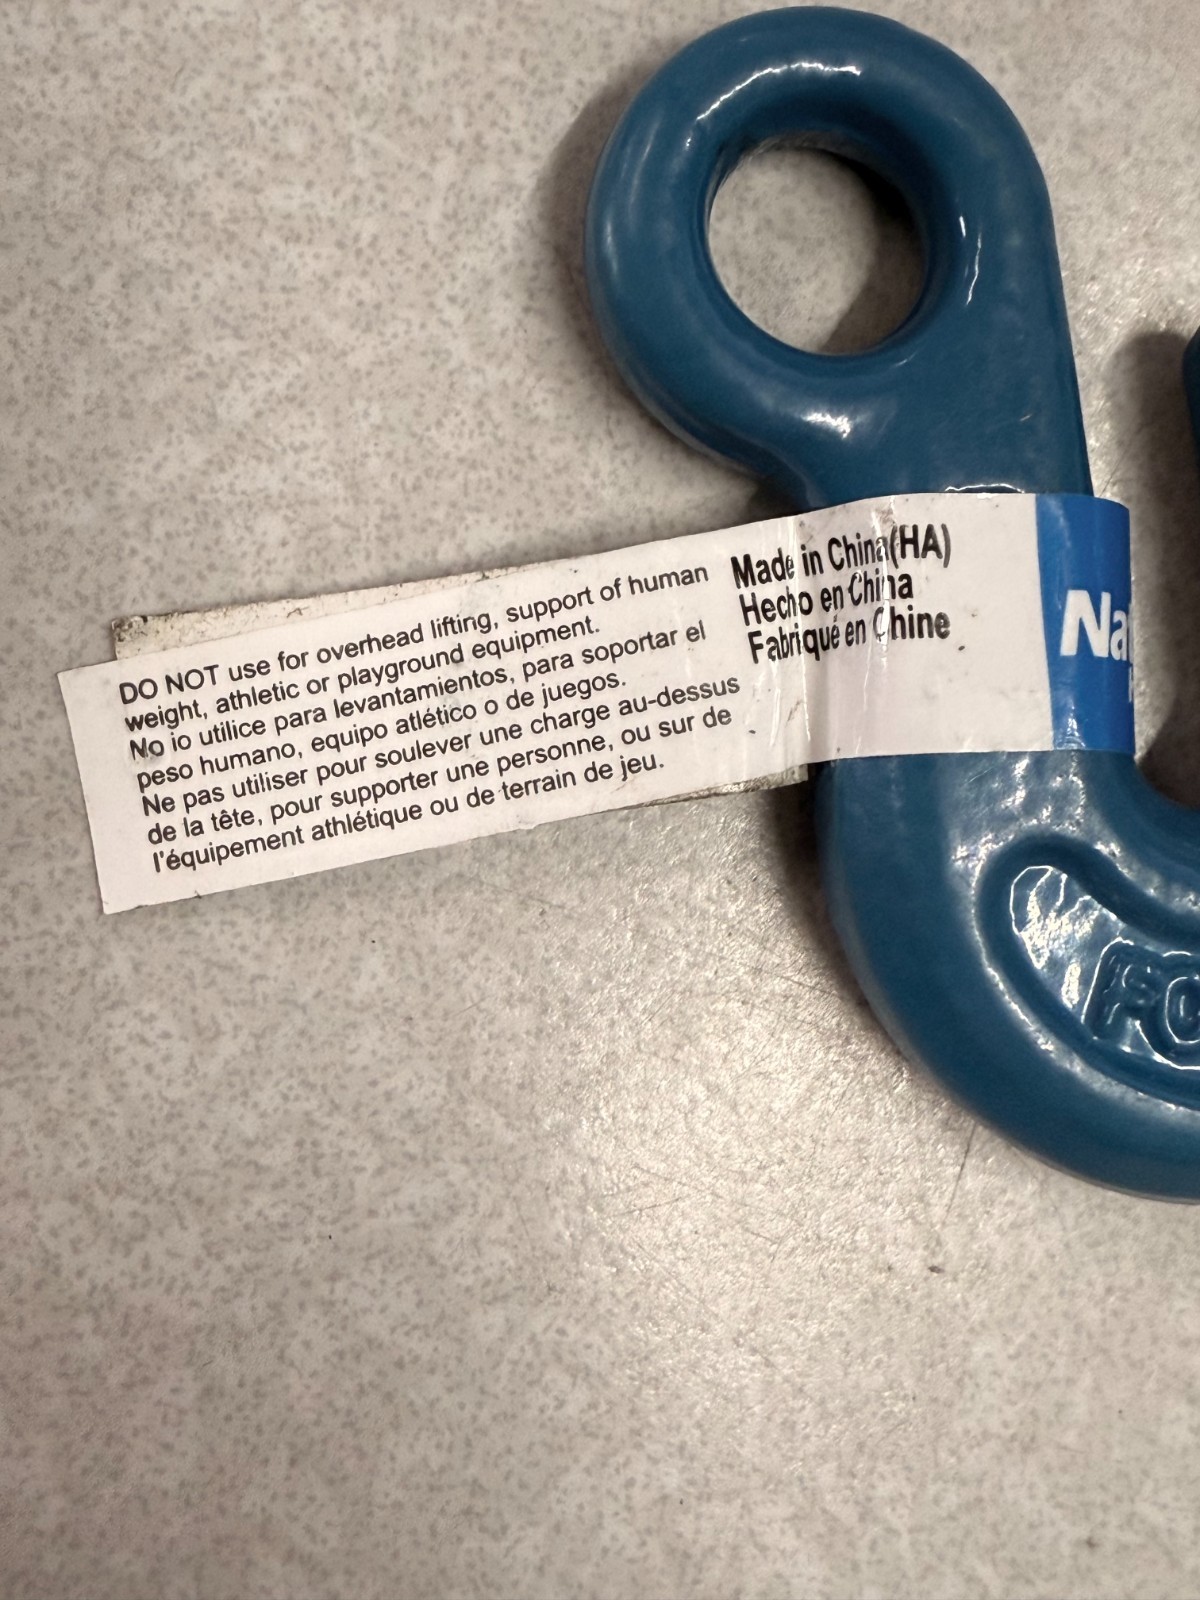 DO NOT use for overhead lifting, support of human
weight, athletic or playground equipment.
No io utilice para levantamientos, para soportar el
peso humano, equipo atlético o de juegos.
Ne pas utiliser pour soulever une charge au-dessus
de la tête, pour supporter une personne, ou sur de
l'équipement athlétique ou de terrain de jeu.
Made in China(HA)
Hecho en China
Fabriqué en Chine